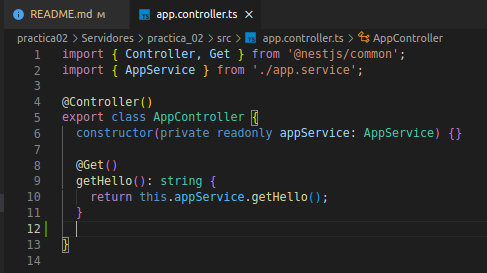 README.md M
app.controller.ts
practica02 > Servidores > practica_02 > src > app.controller.ts > AppController
1 import { Controller, Get } from '@nestjs/common';
2 import { AppService } from './app.service';
3
4 @Controller()
5 export class AppController {
6 constructor(private readonly appService: AppService) {}
7
8 @Get()
9 getHello(): string {
10 return this.appService.getHello();
11 }
12
13 }
14